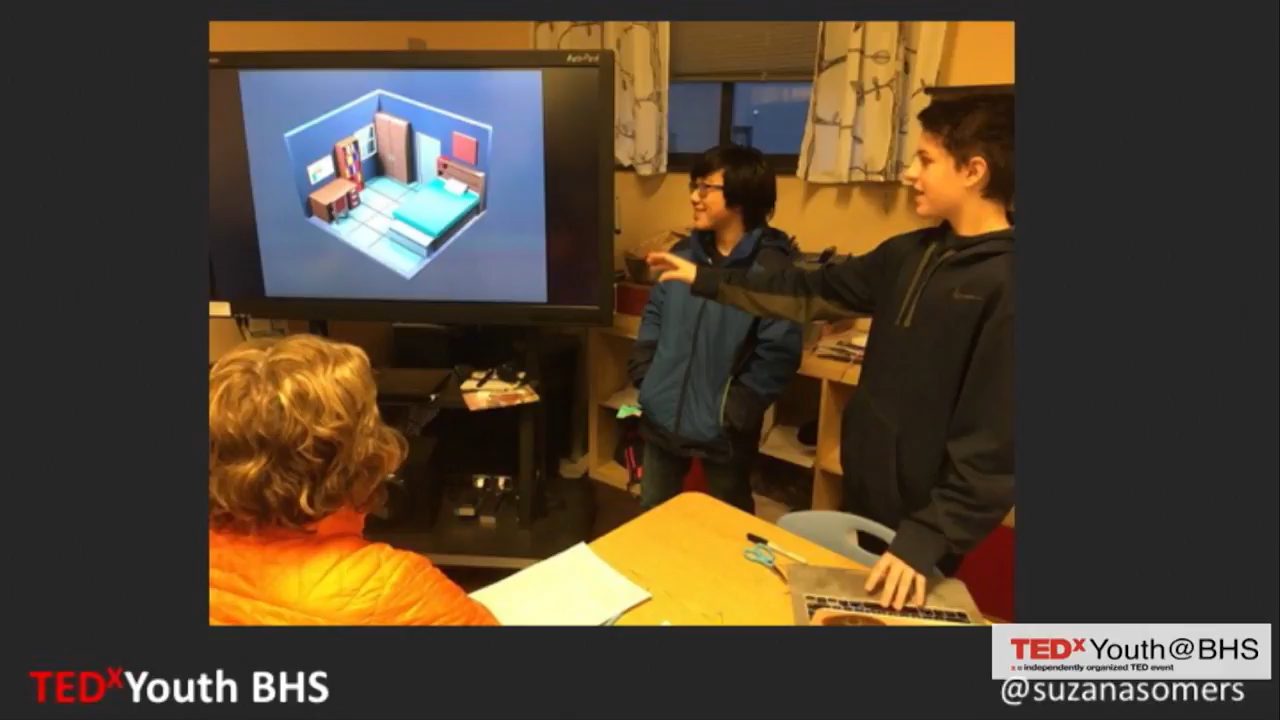 TEDxYouth BHS
TEDxYouth@BHS
x = independently organized TED event
@suzanasomers